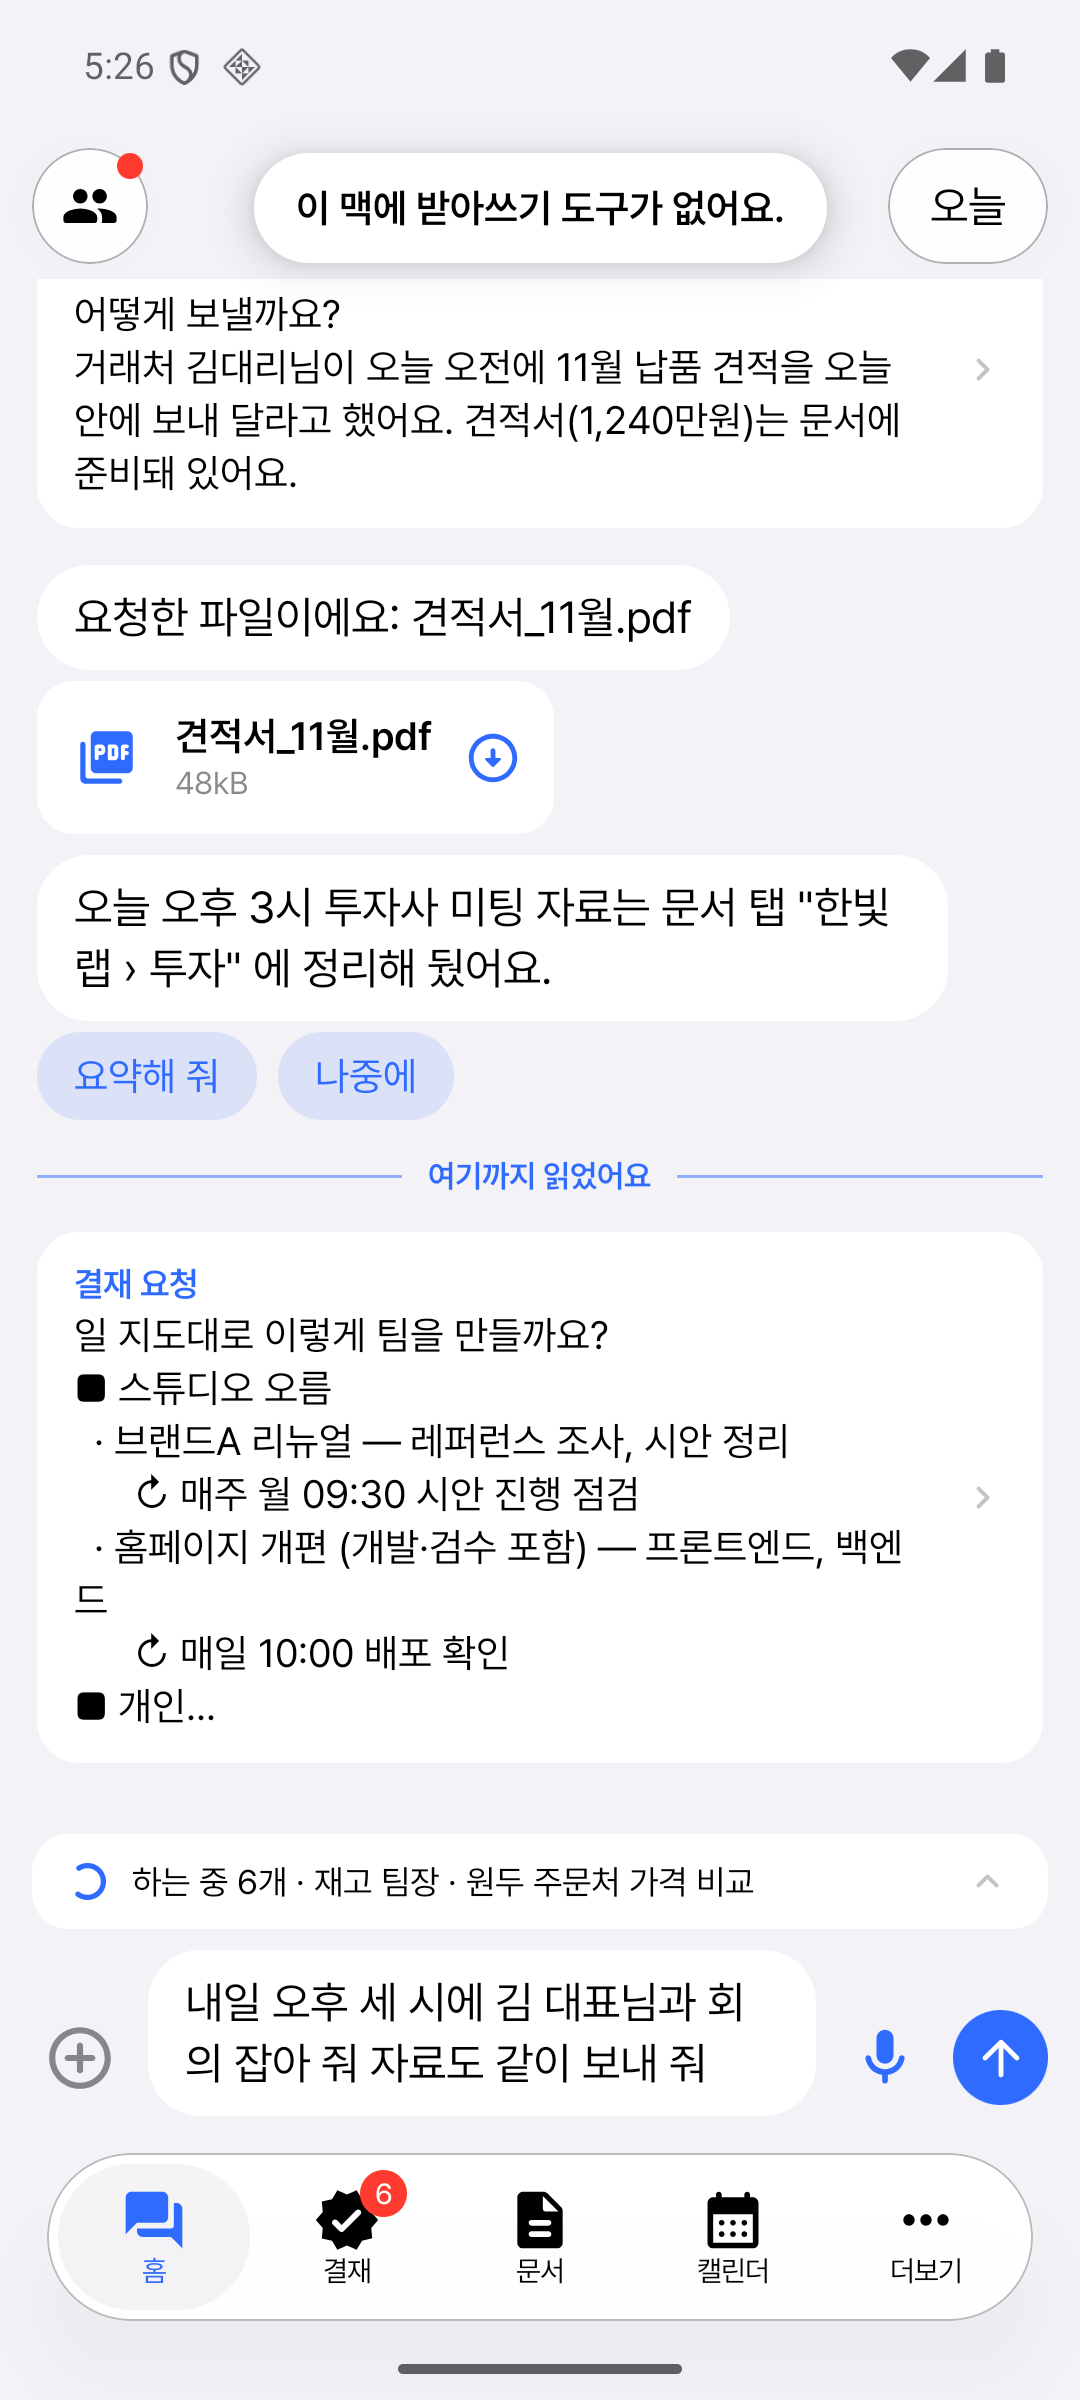 5:26
이 맥에 받아쓰기 도구가 없어요.
오늘
어떻게 보낼까요?
거래처 김대리님이 오늘 오전에 11월 납품 견적을 오늘
안에 보내 달라고 했어요. 견적서(1,240만원)는 문서에
준비돼 있어요.
요청한 파일이에요: 견적서_11월.pdf
PDF
견적서_11월.pdf
48kB
오늘 오후 3시 투자사 미팅 자료는 문서 탭 "한빛
랩 › 투자" 에 정리해 뒀어요.
요약해 줘
나중에
여기까지 읽었어요
결재 요청
일 지도대로 이렇게 팀을 만들까요?
■ 스튜디오 오름
· 브랜드A 리뉴얼 — 레퍼런스 조사, 시안 정리
↻ 매주 월 09:30 시안 진행 점검
· 홈페이지 개편 (개발·검수 포함) — 프론트엔드, 백엔
드
↻ 매일 10:00 배포 확인
■ 개인…
하는 중 6개 · 재고 팀장 · 원두 주문처 가격 비교
내일 오후 세 시에 김 대표님과 회
의 잡아 줘 자료도 같이 보내 줘
6
홈
결재
문서
캘린더
더보기